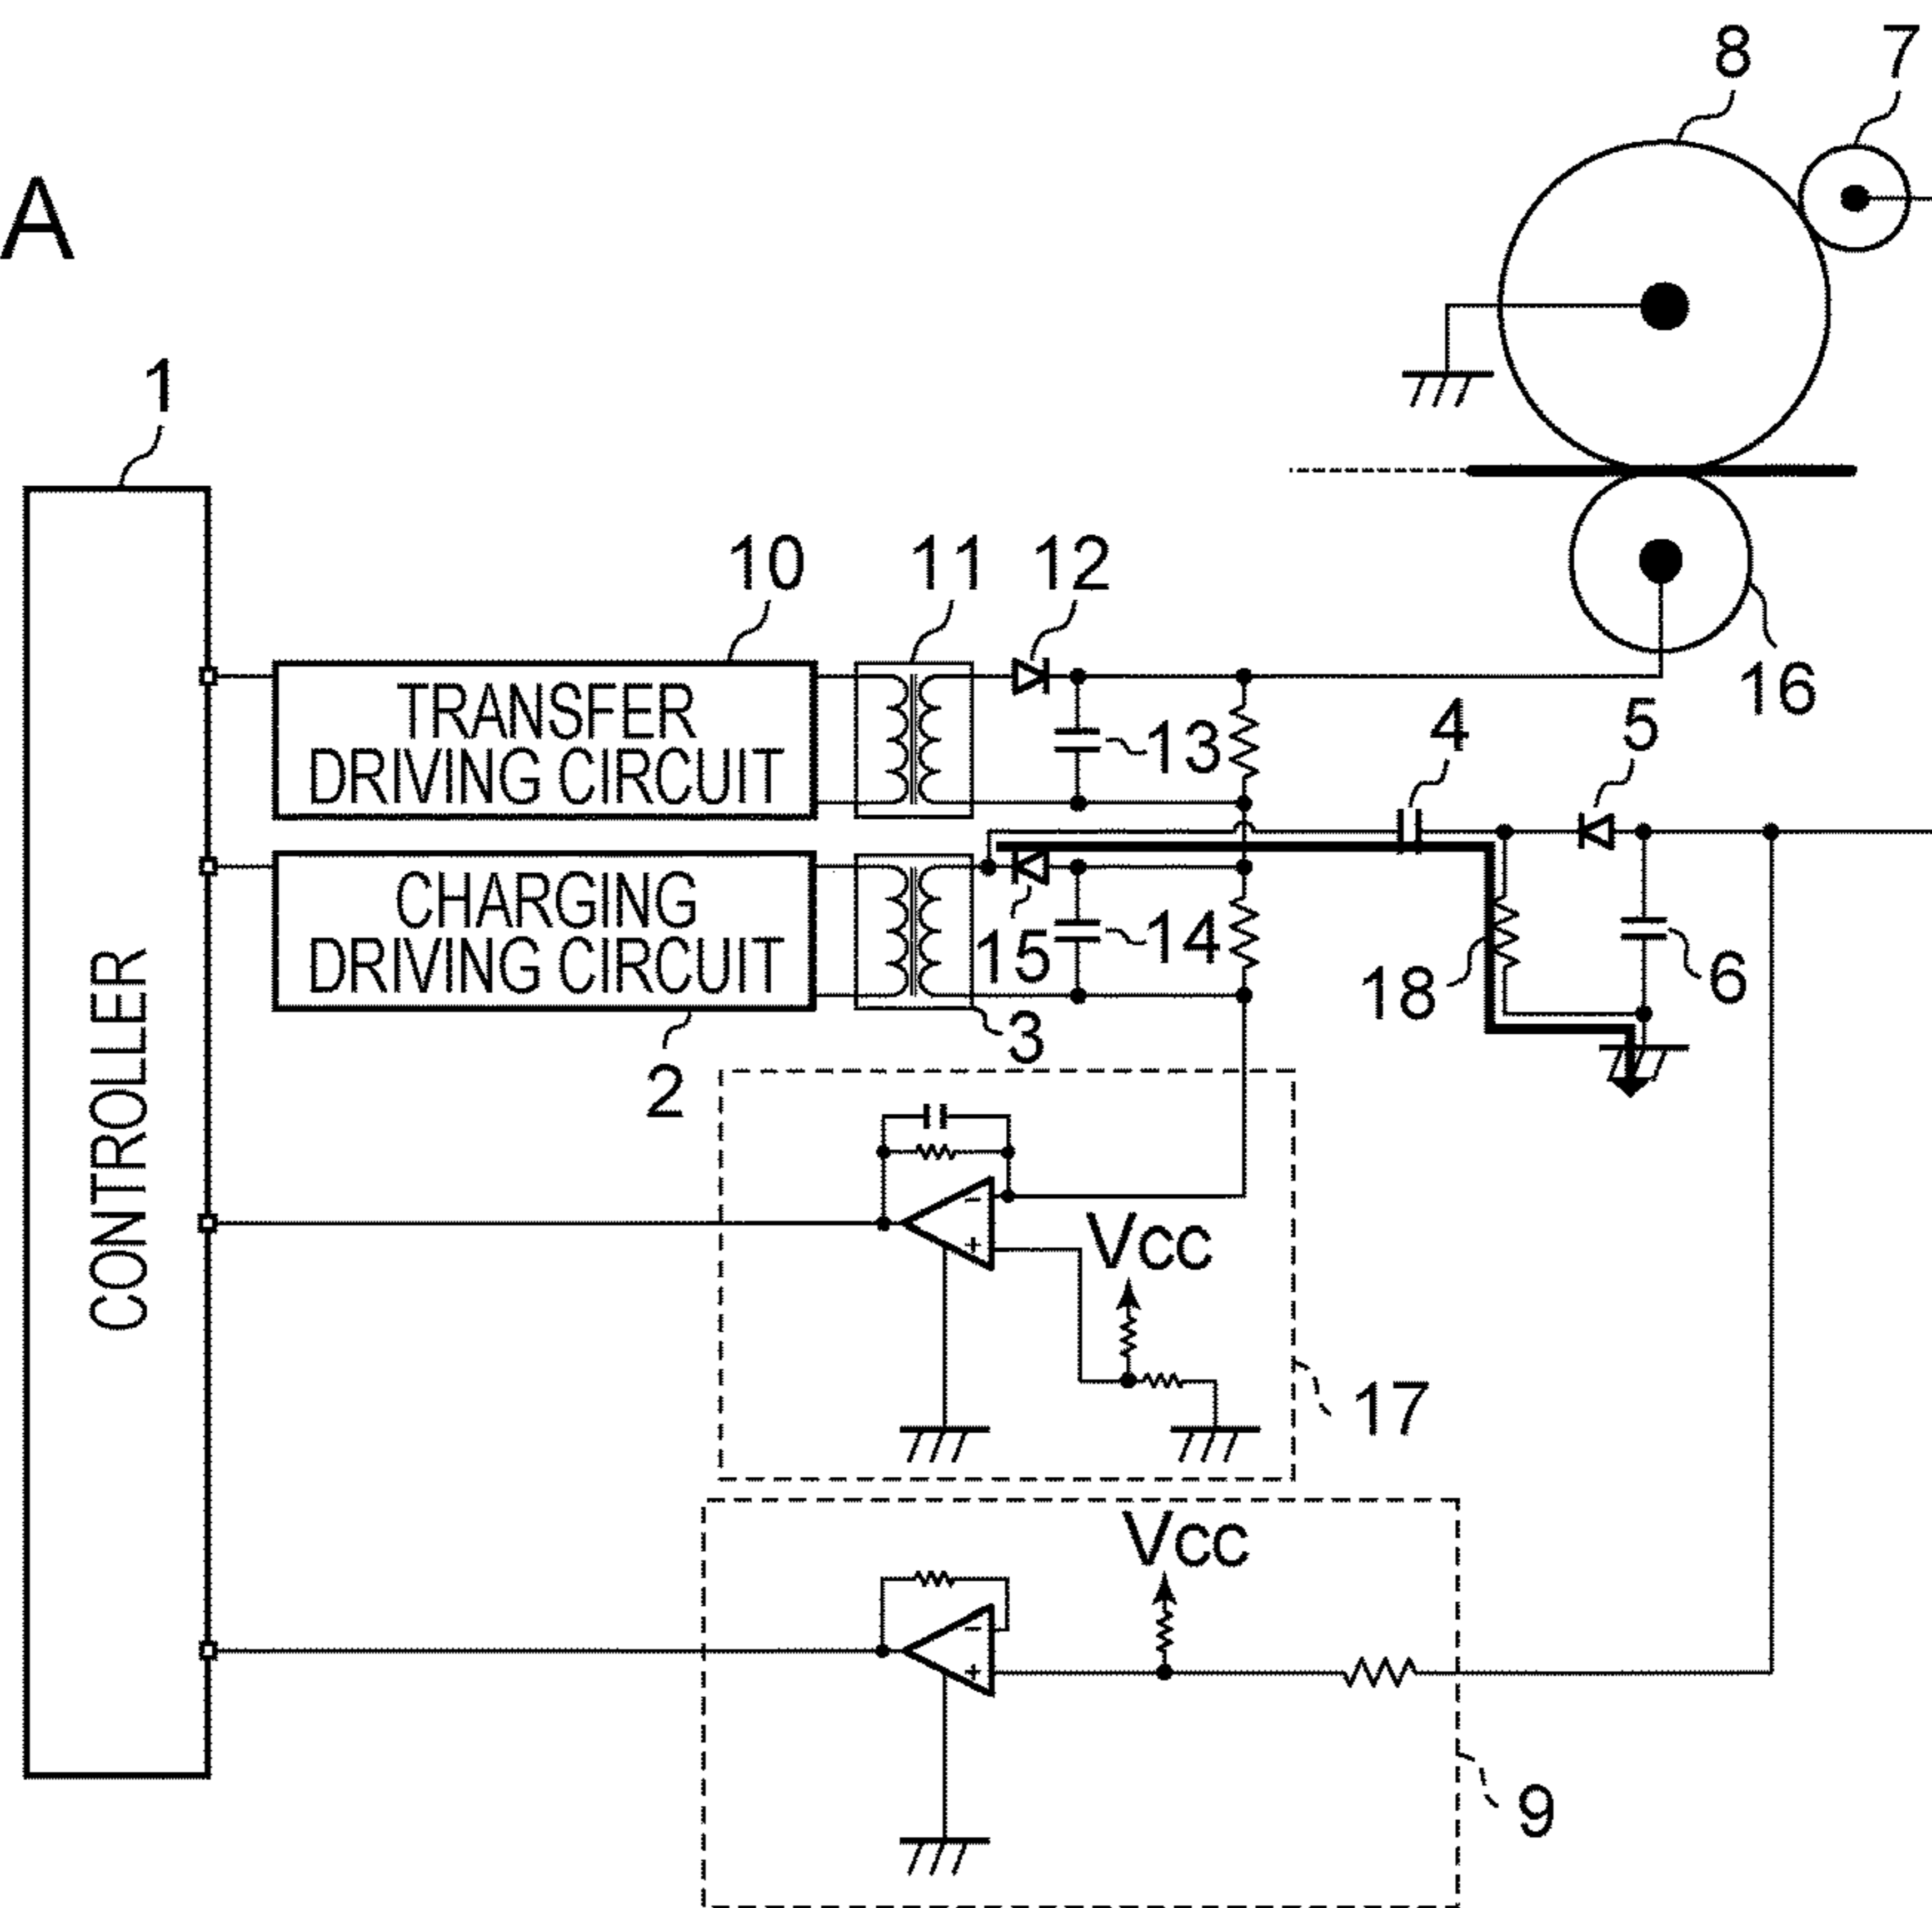 8
7
A
1
10
11
12
TRANSFER
DRIVING CIRCUIT
13
16
4
5
CHARGING
DRIVING CIRCUIT
15
14
18
6
2
3
CONTROLLER
−
+
Vcc
17
Vcc
−
+
9